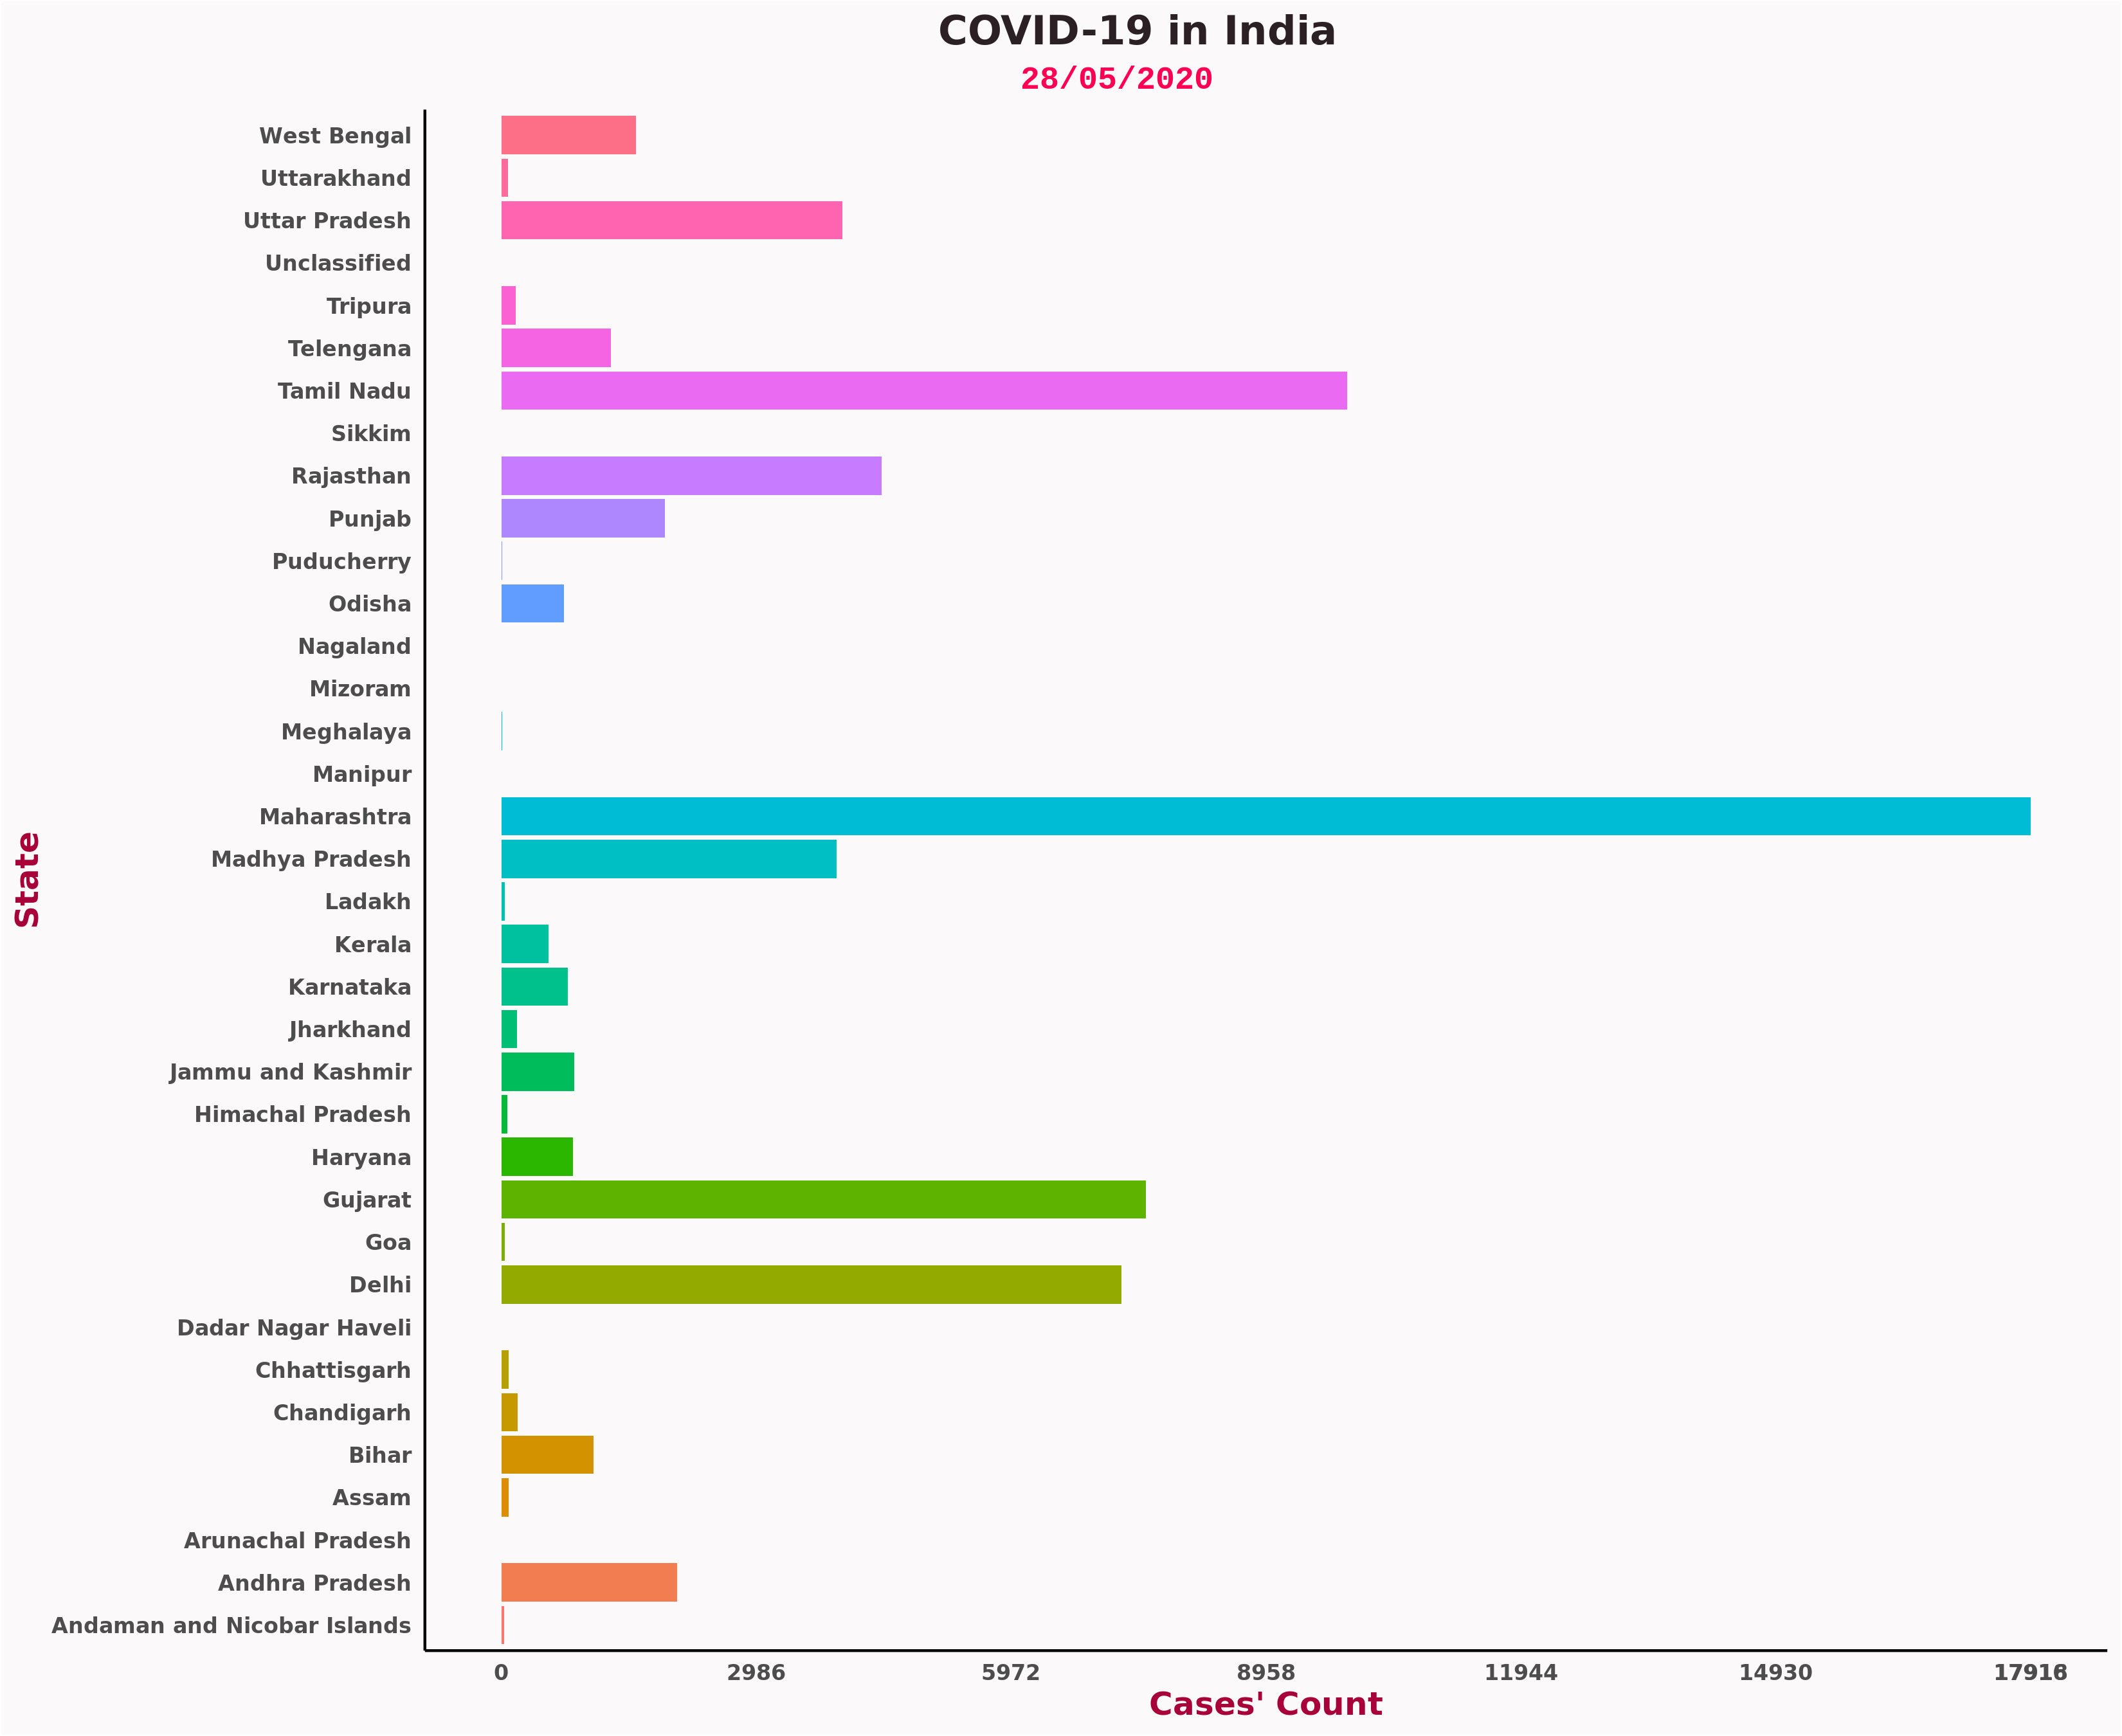 COVID-19 in India
28/05/2020
West Bengal
Uttarakhand
Uttar Pradesh
Unclassified
Tripura
Telengana
Tamil Nadu
Sikkim
Rajasthan
Punjab
Puducherry
Odisha
Nagaland
Mizoram
Meghalaya
Manipur
Maharashtra
Madhya Pradesh
Ladakh
Kerala
Karnataka
Jharkhand
Jammu and Kashmir
Himachal Pradesh
Haryana
Gujarat
Goa
Delhi
Dadar Nagar Haveli
Chhattisgarh
Chandigarh
Bihar
Assam
Arunachal Pradesh
Andhra Pradesh
Andaman and Nicobar Islands
State
0 2986 5972 8958 11944 14930
Cases' Count